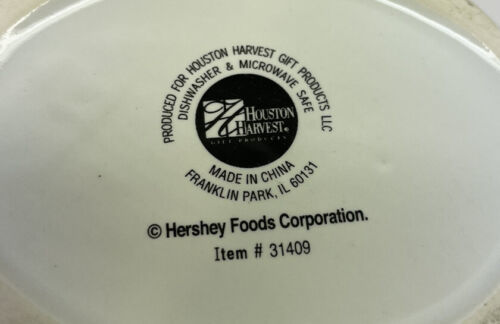 PRODUCED FOR HOUSTON HARVEST GIFT PRODUCTS LLC
DISHWASHER & MICROWAVE SAFE
HOUSTON
HARVEST®
GIFT PRODUCTS
MADE IN CHINA
FRANKLIN PARK, IL 60131
© Hershey Foods Corporation.
Item # 31409